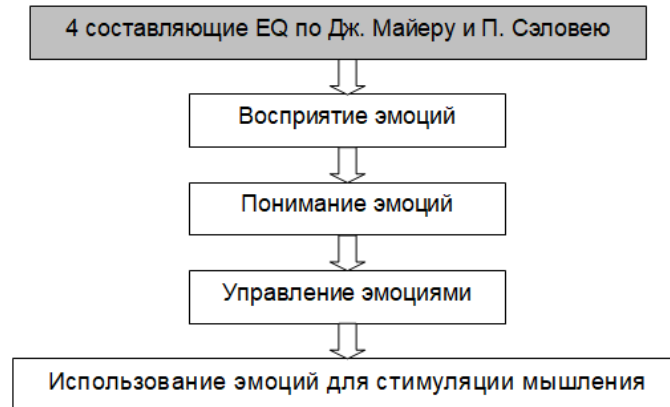 4 составляющие EQ по Дж. Майеру и П. Сэловею
Восприятие эмоций
Понимание эмоций
Управление эмоциями
Использование эмоций для стимуляции мышления